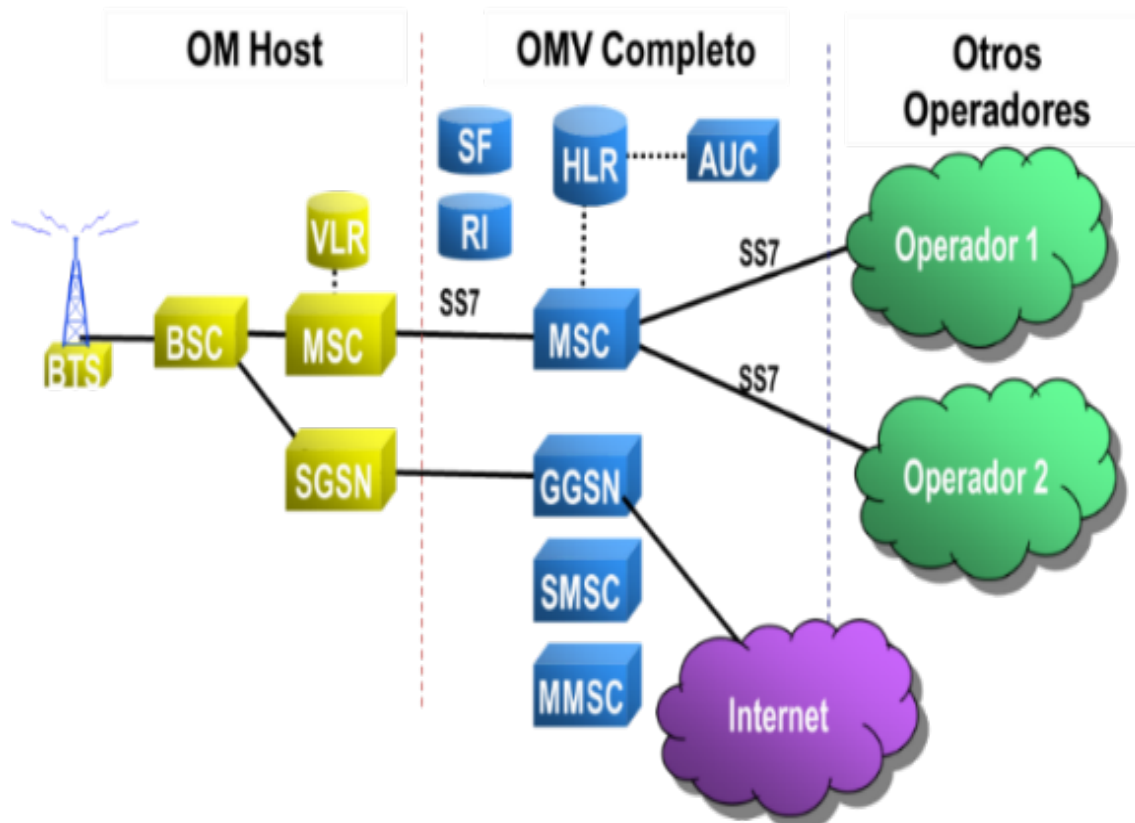 OM Host
OMV Completo
Otros
Operadores
SF
HLR
AUC
VLR
RI
Operador 1
SS7
SS7
BTS
BSC
MSC
MSC
SS7
SGSN
GGSN
Operador 2
SMSC
MMSC
Internet